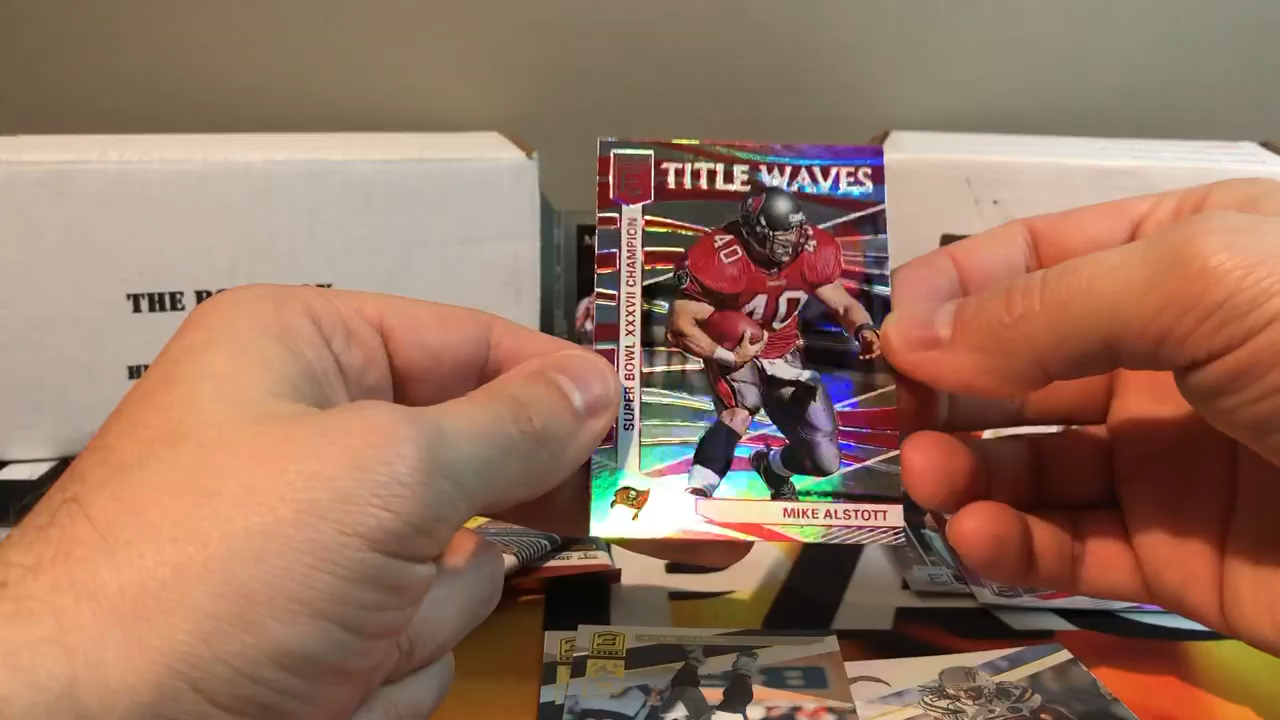 TITLE WAVES
SUPER BOWL XXXVII CHAMPION
40
40
MIKE ALSTOTT
THE